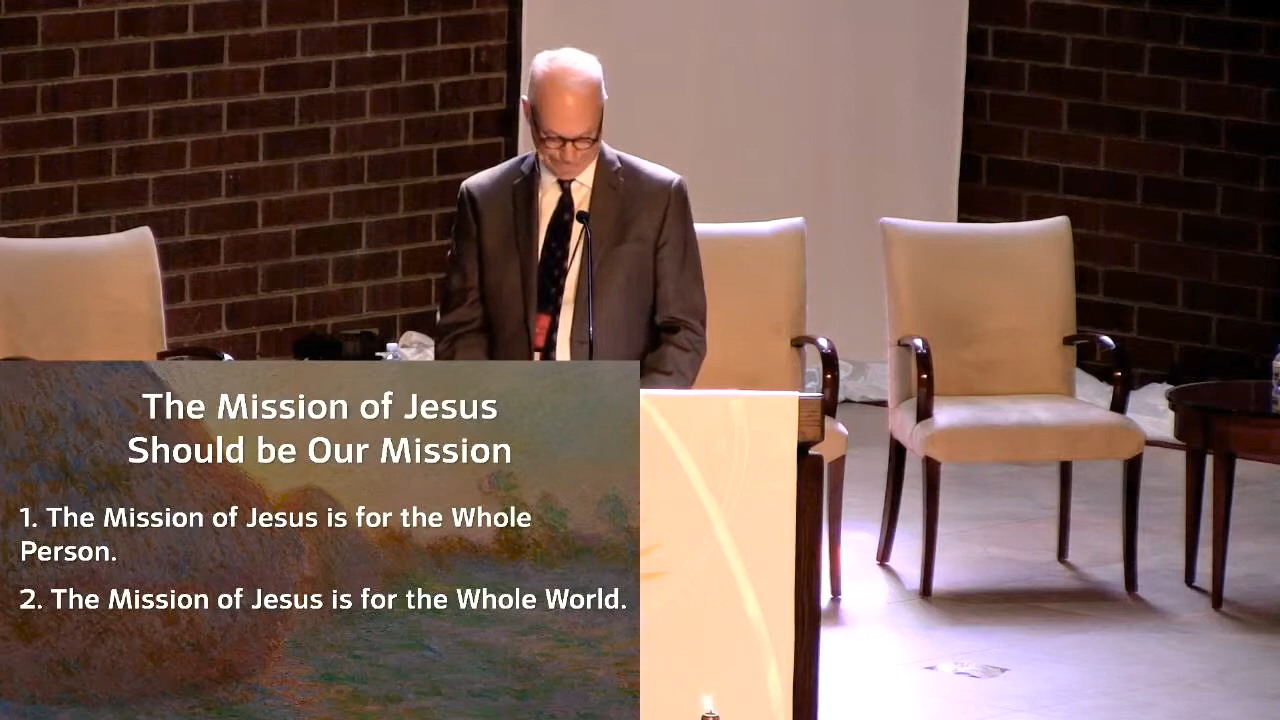 The Mission of Jesus
Should be Our Mission
1. The Mission of Jesus is for the Whole
Person.
2. The Mission of Jesus is for the Whole World.